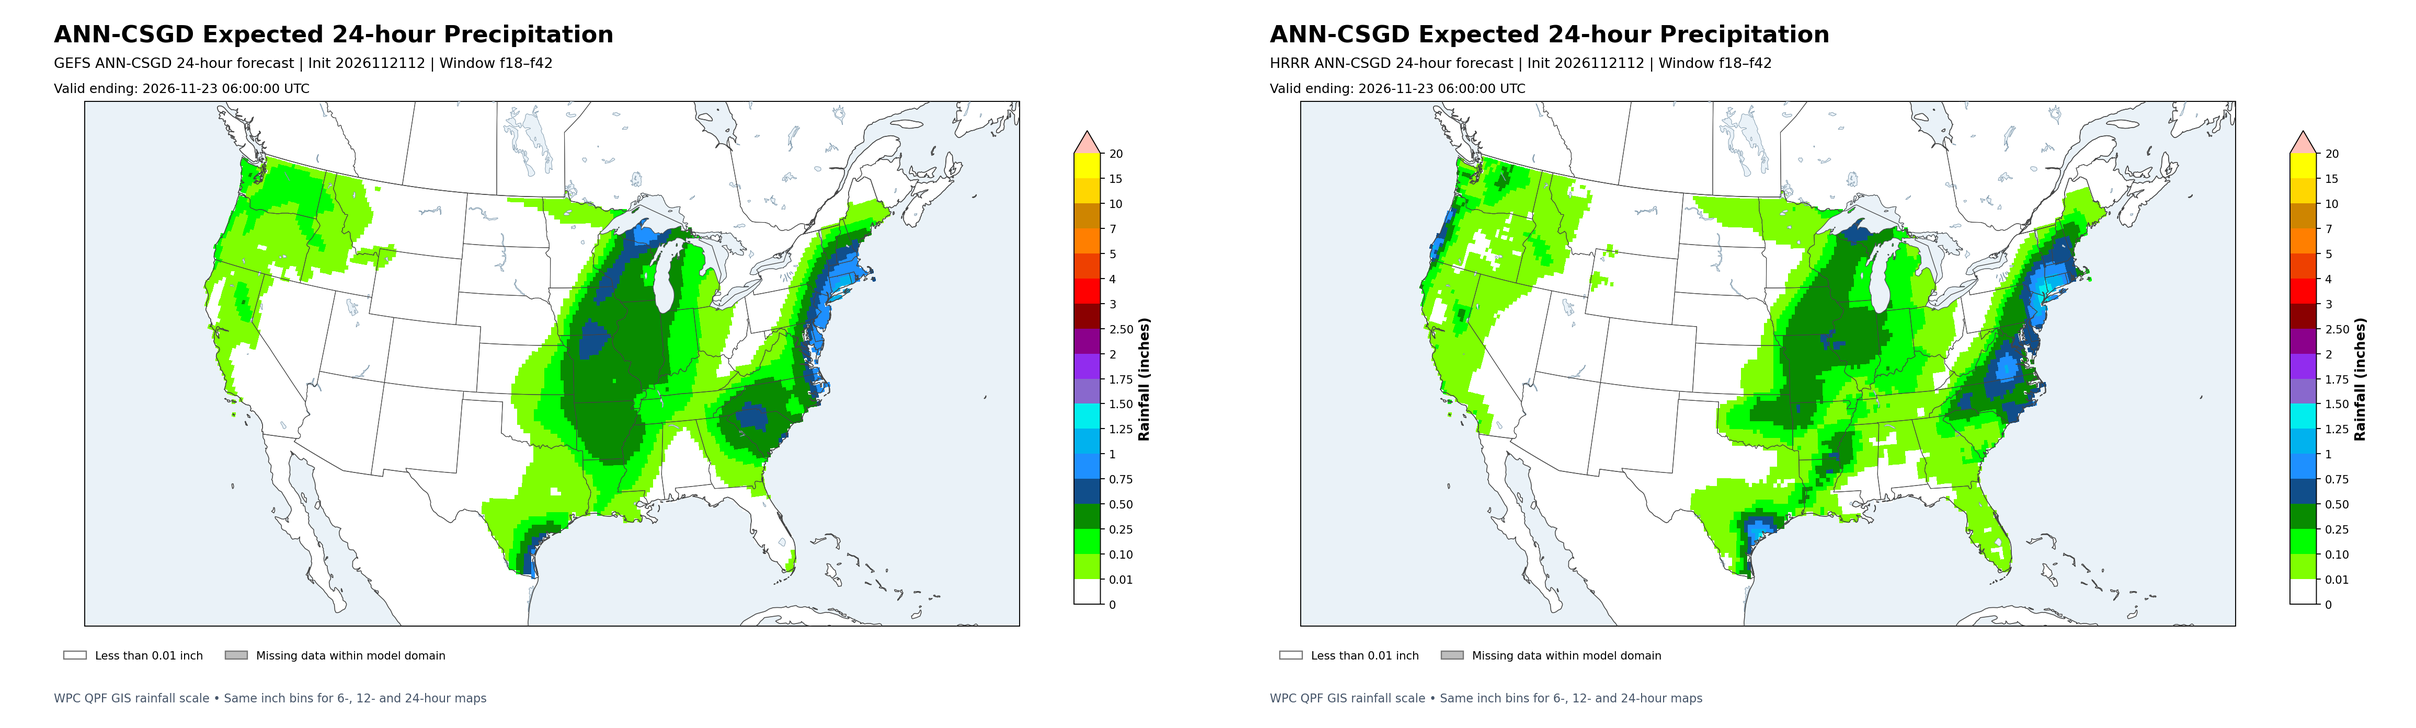 ANN-CSGD Expected 24-hour Precipitation
GEFS ANN-CSGD 24-hour forecast | Init 2026112112 | Window f18–f42
Valid ending: 2026-11-23 06:00:00 UTC
20
15
10
7
5
4
3
2.50
2
1.75
1.50
1.25
1
0.75
0.50
0.25
0.10
0.01
0
Rainfall (inches)
Less than 0.01 inch
Missing data within model domain
WPC QPF GIS rainfall scale • Same inch bins for 6-, 12- and 24-hour maps
ANN-CSGD Expected 24-hour Precipitation
HRRR ANN-CSGD 24-hour forecast | Init 2026112112 | Window f18–f42
Valid ending: 2026-11-23 06:00:00 UTC
20
15
10
7
5
4
3
2.50
2
1.75
1.50
1.25
1
0.75
0.50
0.25
0.10
0.01
0
Rainfall (inches)
Less than 0.01 inch
Missing data within model domain
WPC QPF GIS rainfall scale • Same inch bins for 6-, 12- and 24-hour maps